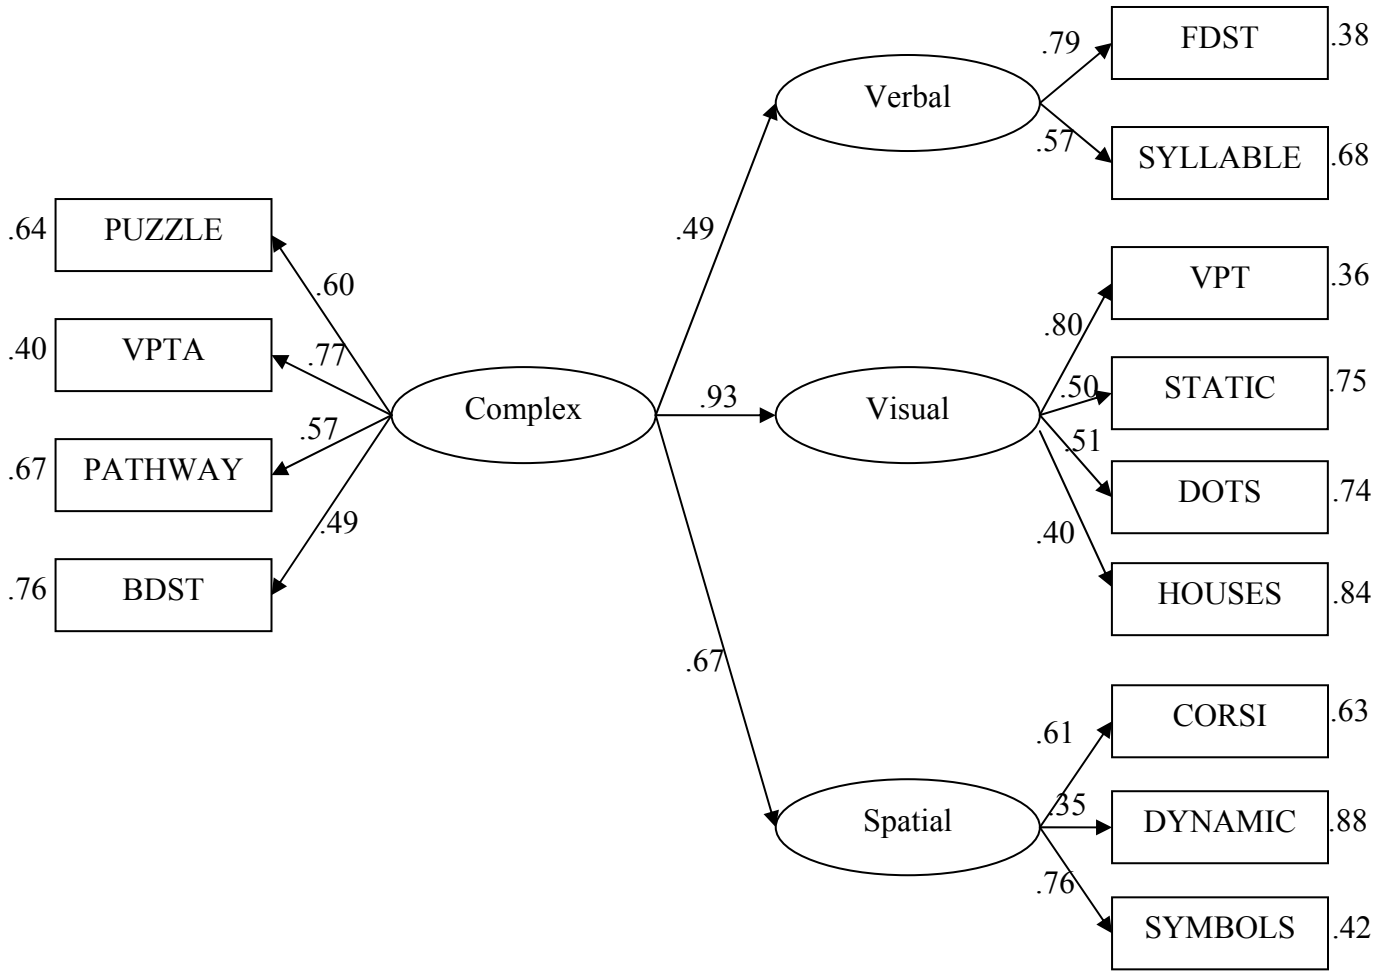 .79
FDST
.38
Verbal
.57
SYLLABLE
.68
.64
PUZZLE
.60
.49
VPT
.36
.80
.40
VPTA
.77
Complex
.93
Visual
.50
STATIC
.75
.57
.51
.67
PATHWAY
DOTS
.74
.49
.40
.76
BDST
HOUSES
.84
.67
.61
CORSI
.63
Spatial
.35
DYNAMIC
.88
.76
SYMBOLS
.42